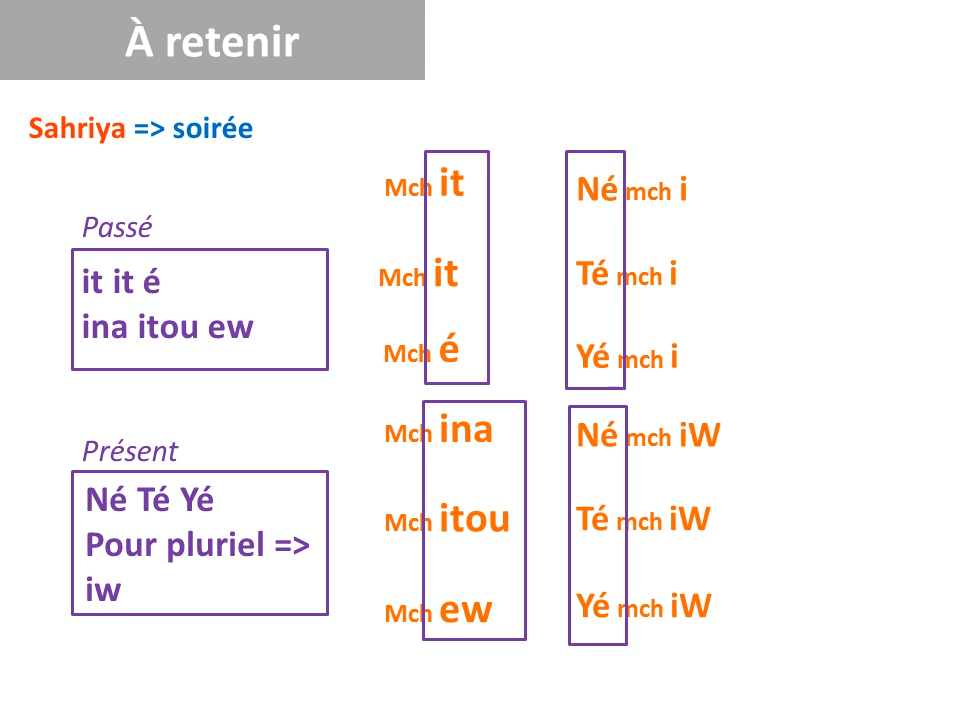 À retenir
Sahriya => soirée
Passé
it it é
ina itou ew
Présent
Né Té Yé
Pour pluriel =>
iw
Mch it
Mch it
Mch é
Mch ina
Mch itou
Mch ew
Né mch i
Té mch i
Yé mch i
Né mch iW
Té mch iW
Yé mch iW